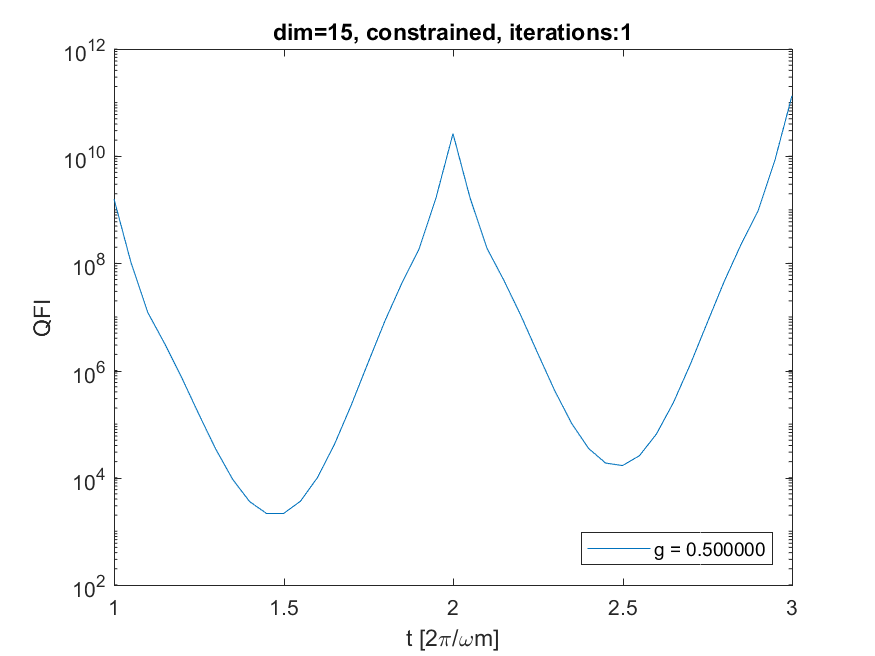 dim=15, constrained, iterations:1
10^12
10^10
10^8
10^6
10^4
10^2
QFI
1
1.5
2
2.5
3
t [2π/ωm]
g = 0.500000